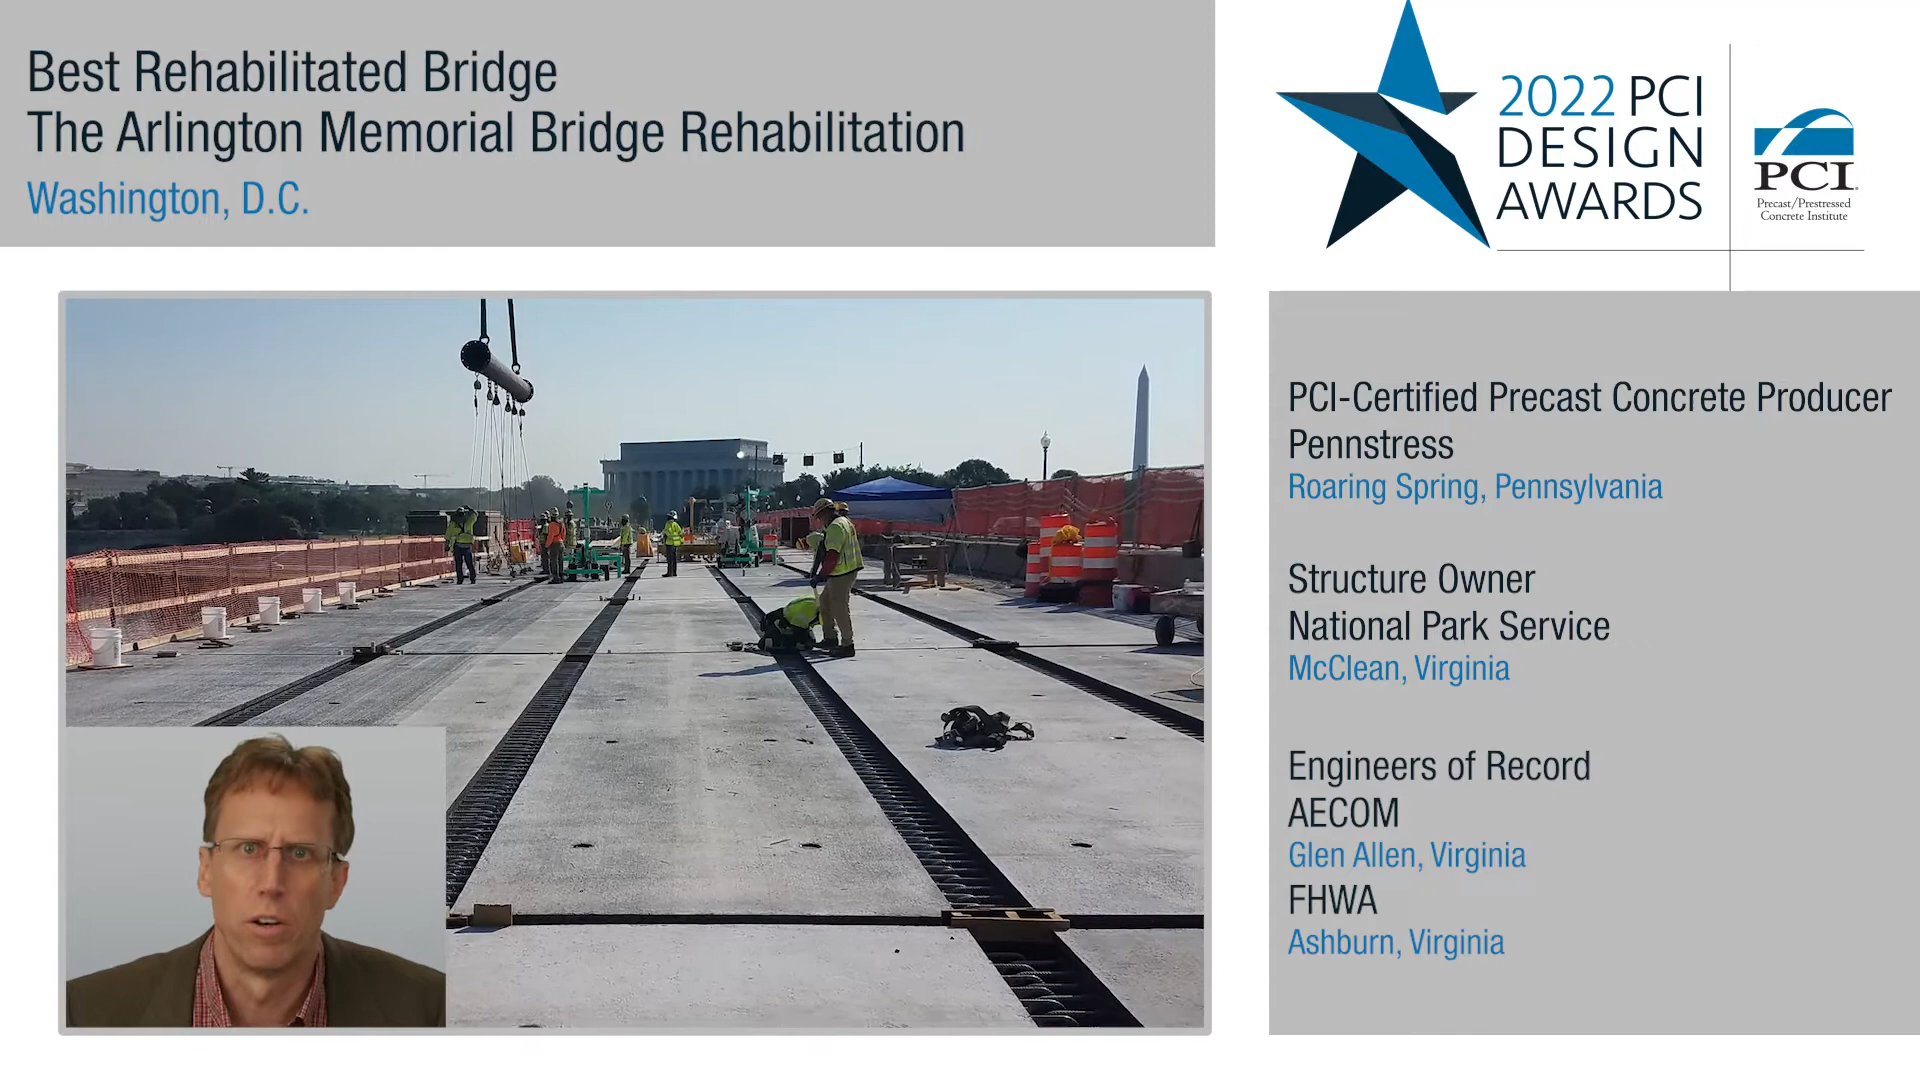 Best Rehabilitated Bridge
The Arlington Memorial Bridge Rehabilitation
Washington, D.C.
2022 PCI
DESIGN
AWARDS
PCI
Precast/Prestressed
Concrete Institute
PCI-Certified Precast Concrete Producer
Pennstress
Roaring Spring, Pennsylvania
Structure Owner
National Park Service
McClean, Virginia
Engineers of Record
AECOM
Glen Allen, Virginia
FHWA
Ashburn, Virginia